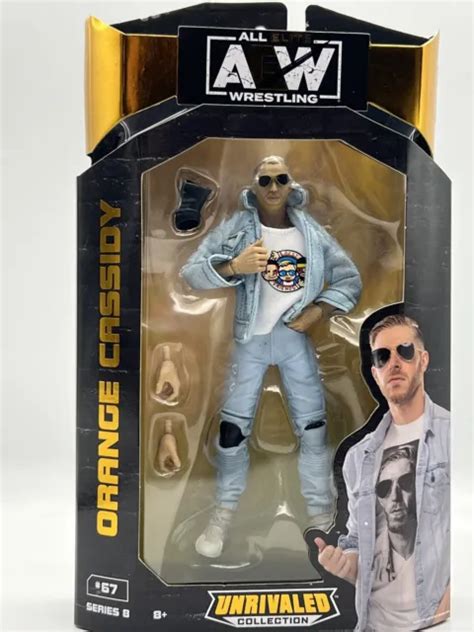 ALL ELITE
AEW
WRESTLING
ORANGE CASSIDY
#67
SERIES 8
8+
UNRIVALED
COLLECTION